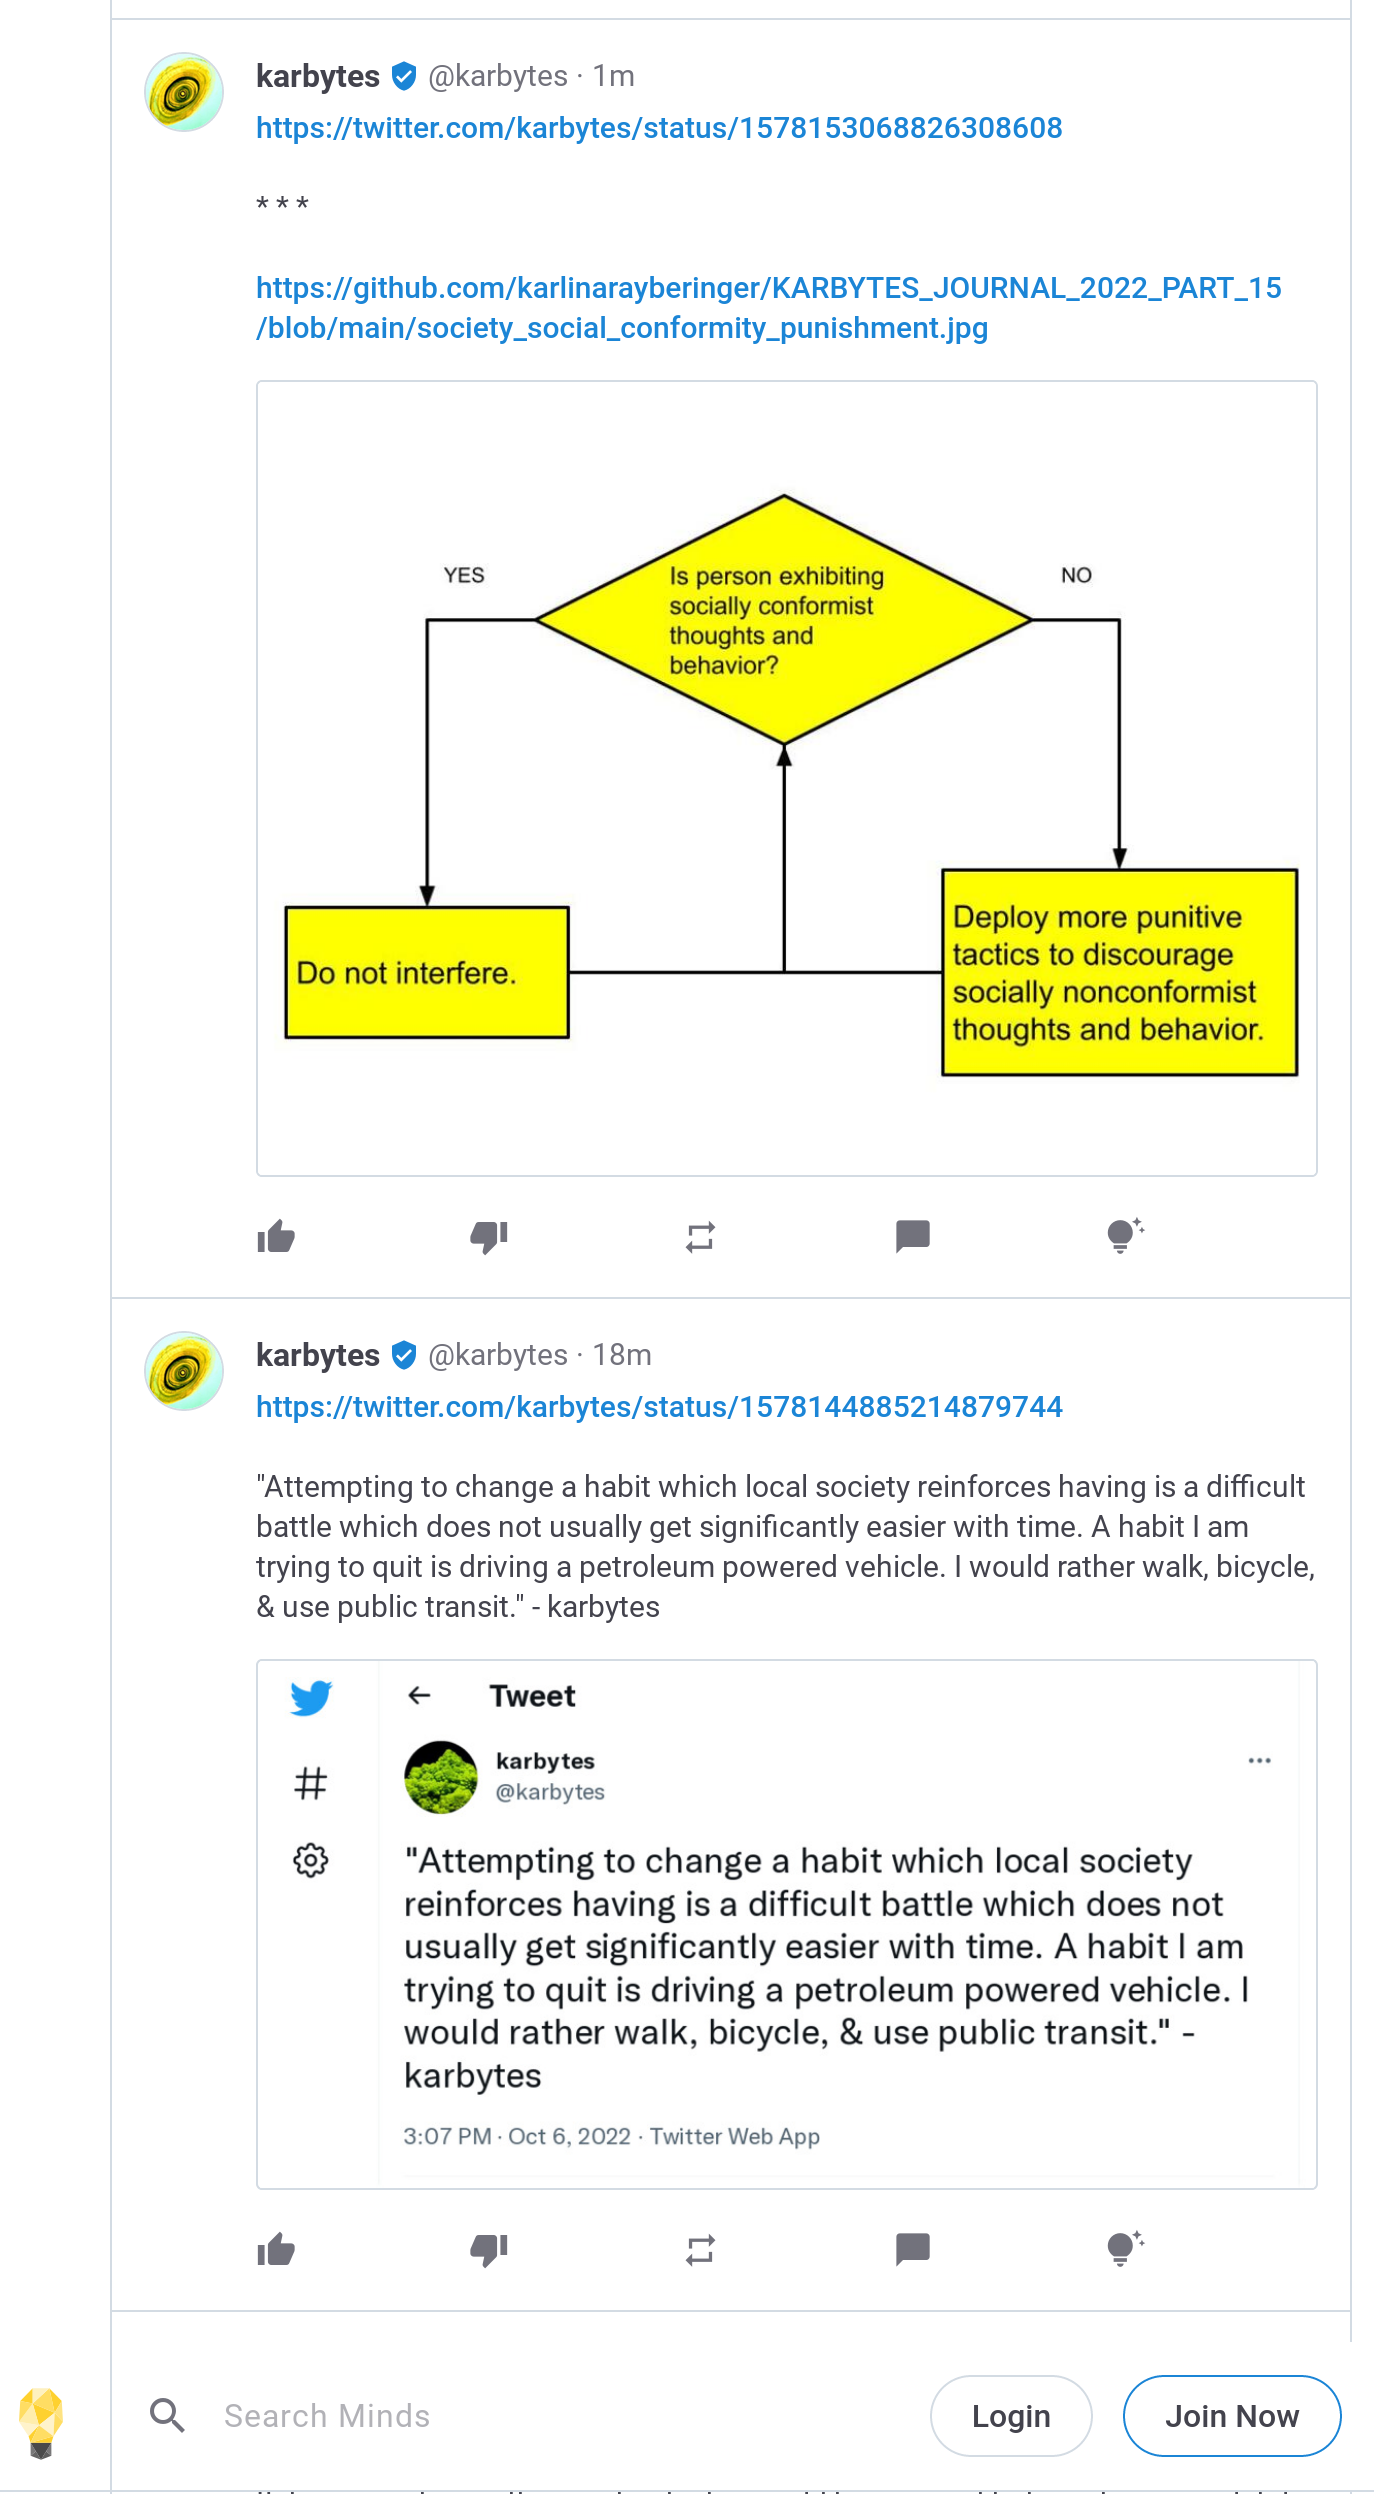 karbytes @karbytes · 1m
https://twitter.com/karbytes/status/1578153068826308608
* * *
https://github.com/karlinarayberinger/KARBYTES_JOURNAL_2022_PART_15
/blob/main/society_social_conformity_punishment.jpg
YES
Is person exhibiting
socially conformist
thoughts and
behavior?
NO
Do not interfere.
Deploy more punitive
tactics to discourage
socially nonconformist
thoughts and behavior.
karbytes @karbytes · 18m
https://twitter.com/karbytes/status/1578144885214879744
"Attempting to change a habit which local society reinforces having is a difficult
battle which does not usually get significantly easier with time. A habit I am
trying to quit is driving a petroleum powered vehicle. I would rather walk, bicycle,
& use public transit." - karbytes
Tweet
karbytes
@karbytes
"Attempting to change a habit which local society
reinforces having is a difficult battle which does not
usually get significantly easier with time. A habit I am
trying to quit is driving a petroleum powered vehicle. I
would rather walk, bicycle, & use public transit." -
karbytes
3:07 PM · Oct 6, 2022 · Twitter Web App
Search Minds
Login
Join Now